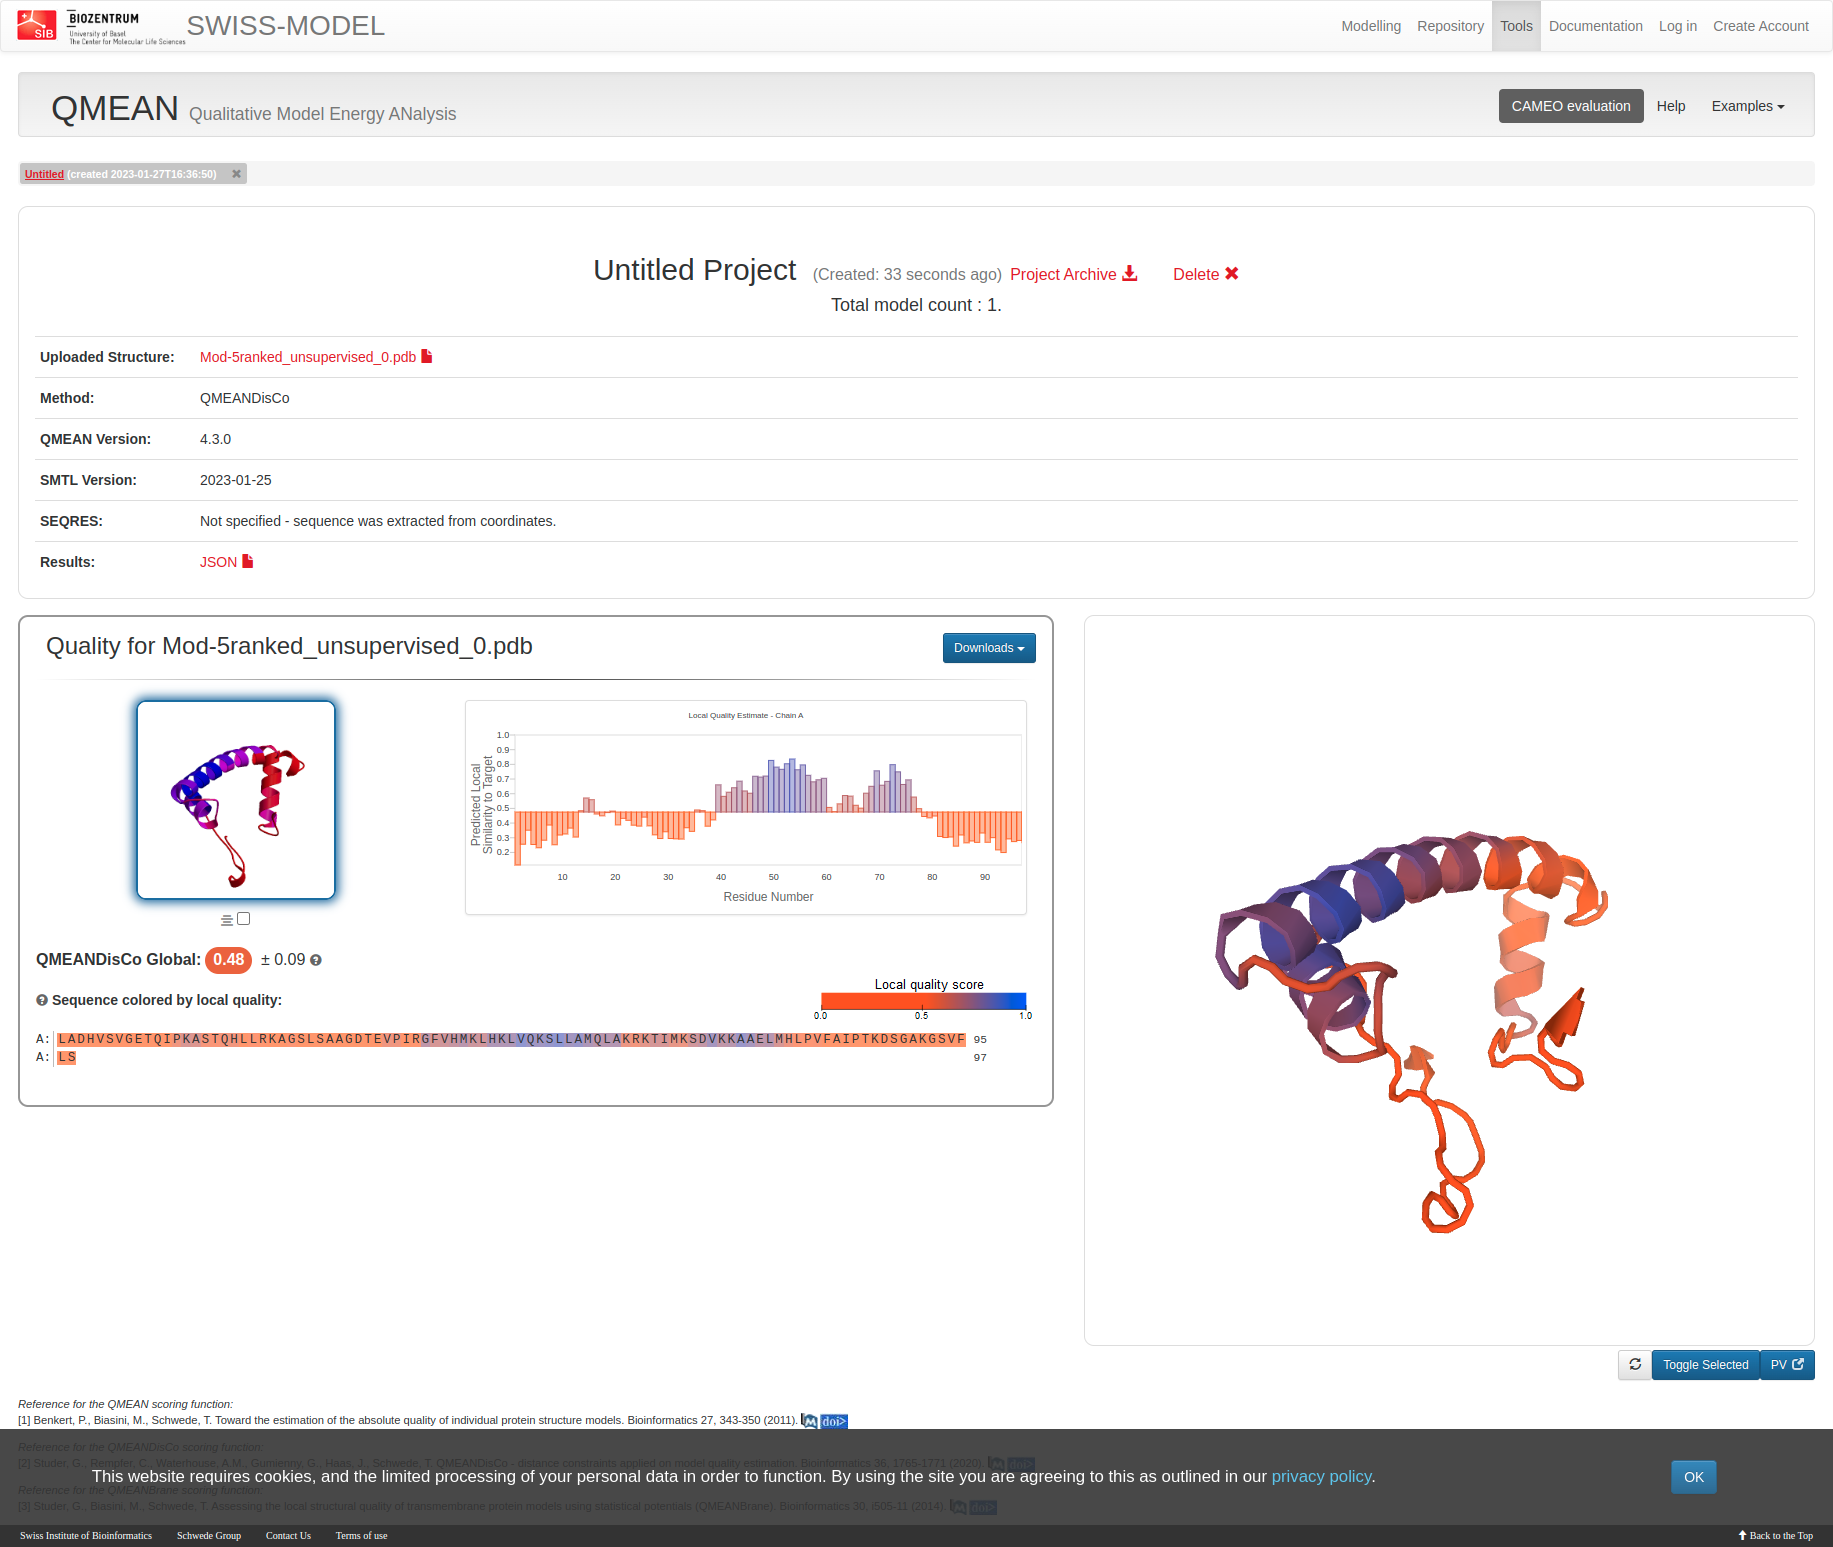 SIB
BIOZENTRUM
University of Basel
The Center for Molecular Life Sciences
SWISS-MODEL
Modelling Repository Tools Documentation Log in Create Account
QMEAN Qualitative Model Energy ANalysis
CAMEO evaluation Help Examples
Untitled (created 2023-01-27T16:36:50)
Untitled Project (Created: 33 seconds ago) Project Archive Delete
Total model count : 1.
Uploaded Structure: Mod-5ranked_unsupervised_0.pdb
Method: QMEANDisCo
QMEAN Version: 4.3.0
SMTL Version: 2023-01-25
SEQRES: Not specified - sequence was extracted from coordinates.
Results: JSON
Quality for Mod-5ranked_unsupervised_0.pdb
Downloads
Local Quality Estimate - Chain A
Predicted Local
Similarity to Target
1.0
0.9
0.8
0.7
0.6
0.5
0.4
0.3
0.2
10 20 30 40 50 60 70 80 90
Residue Number
QMEANDisCo Global: 0.48 ± 0.09
Sequence colored by local quality:
Local quality score
0.0 0.5 1.0
A: LADHVSVGETQIPKASTQHLLRKAGSLSAAGDTEVPIRGFVHMKLHKLVQKSLLAMQLAKRKTIMKSDVKKAAELMHLPVFAIPTKDSGAKGSVF 95
A: LS 97
Toggle Selected PV
Reference for the QMEAN scoring function:
[1] Benkert, P., Biasini, M., Schwede, T. Toward the estimation of the absolute quality of individual protein structure models. Bioinformatics 27, 343-350 (2011). M doi>
Reference for the QMEANDisCo scoring function:
[2] Studer, G., Rempfer, C., Waterhouse, A.M., Gumienny, G., Haas, J., Schwede, T. QMEANDisCo - distance constraints applied on model quality estimation. Bioinformatics 36, 1765-1771 (2020). M doi>
This website requires cookies, and the limited processing of your personal data in order to function. By using the site you are agreeing to this as outlined in our privacy policy.
OK
Reference for the QMEANBrane scoring function:
[3] Studer, G., Biasini, M., Schwede, T. Assessing the local structural quality of transmembrane protein models using statistical potentials (QMEANBrane). Bioinformatics 30, i505-11 (2014). M doi>
Swiss Institute of Bioinformatics Schwede Group Contact Us Terms of use Back to the Top